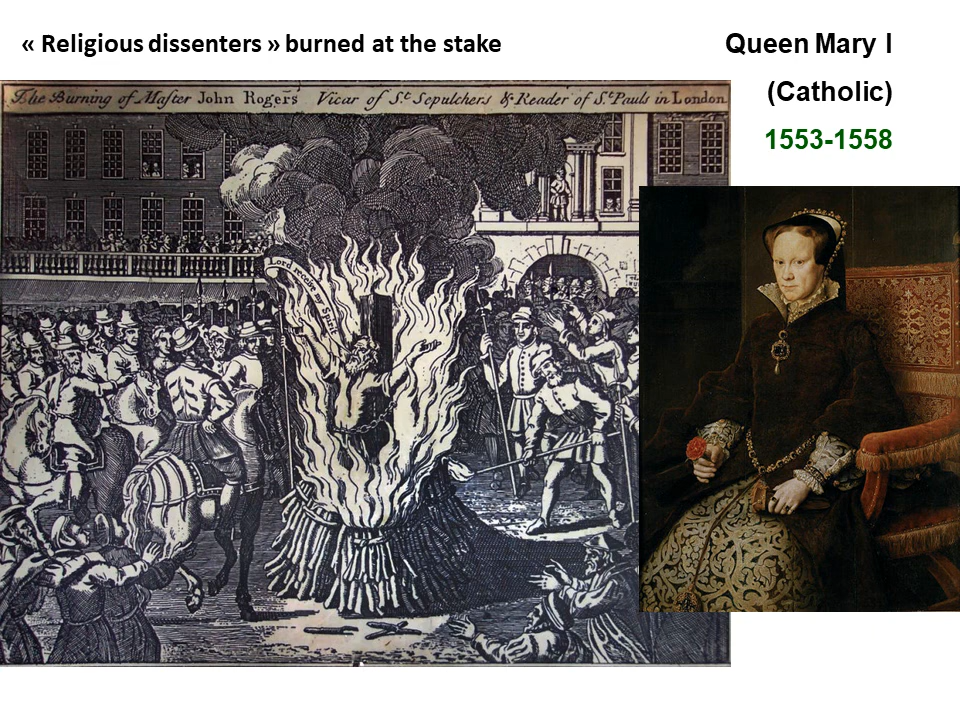 « Religious dissenters » burned at the stake
Queen Mary I
(Catholic)
1553-1558
The Burning of Master John Rogers Vicar of St. Sepulchers & Reader of St. Pauls in London
Lord receive my Spirit